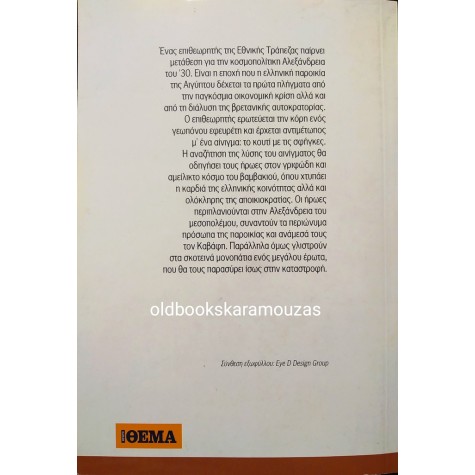 Ένας επιθεωρητής της Εθνικής Τράπεζας παίρνει
μετάθεση για την κοσμοπολίτικη Αλεξάνδρεια
του '30. Είναι η εποχή που η ελληνική παροικία
της Αιγύπτου δέχεται τα πρώτα πλήγματα από
την παγκόσμια οικονομική κρίση αλλά και
από τη διάλυση της βρετανικής αυτοκρατορίας.
Ο επιθεωρητής ερωτεύεται την κόρη ενός
γεωπόνου εφευρέτη και έρχεται αντιμέτωπος
μ' ένα αίνιγμα: το κουτί με τις σφήγκες.
Η αναζήτηση της λύσης του αινίγματος θα
οδηγήσει τους ήρωες στον γριφώδη και
αμείλικτο κόσμο του βαμβακιού, όπου χτυπάει
η καρδιά της ελληνικής κοινότητας αλλά και
ολόκληρης της αποικιοκρατίας. Οι ήρωες
περιπλανιούνται στην Αλεξάνδρεια του
μεσοπολέμου, συναντούν τα περιώνυμα
πρόσωπα της παροικίας και ανάμεσά τους
τον Καβάφη. Παράλληλα όμως γλιστρούν
στα σκοτεινά μονοπάτια ενός μεγάλου έρωτα,
που θα τους παρασύρει ίσως στην καταστροφή.
oldbookskaramouzas
Σύνθεση εξωφύλλου: Eye D Design Group
ΘΕΜΑ